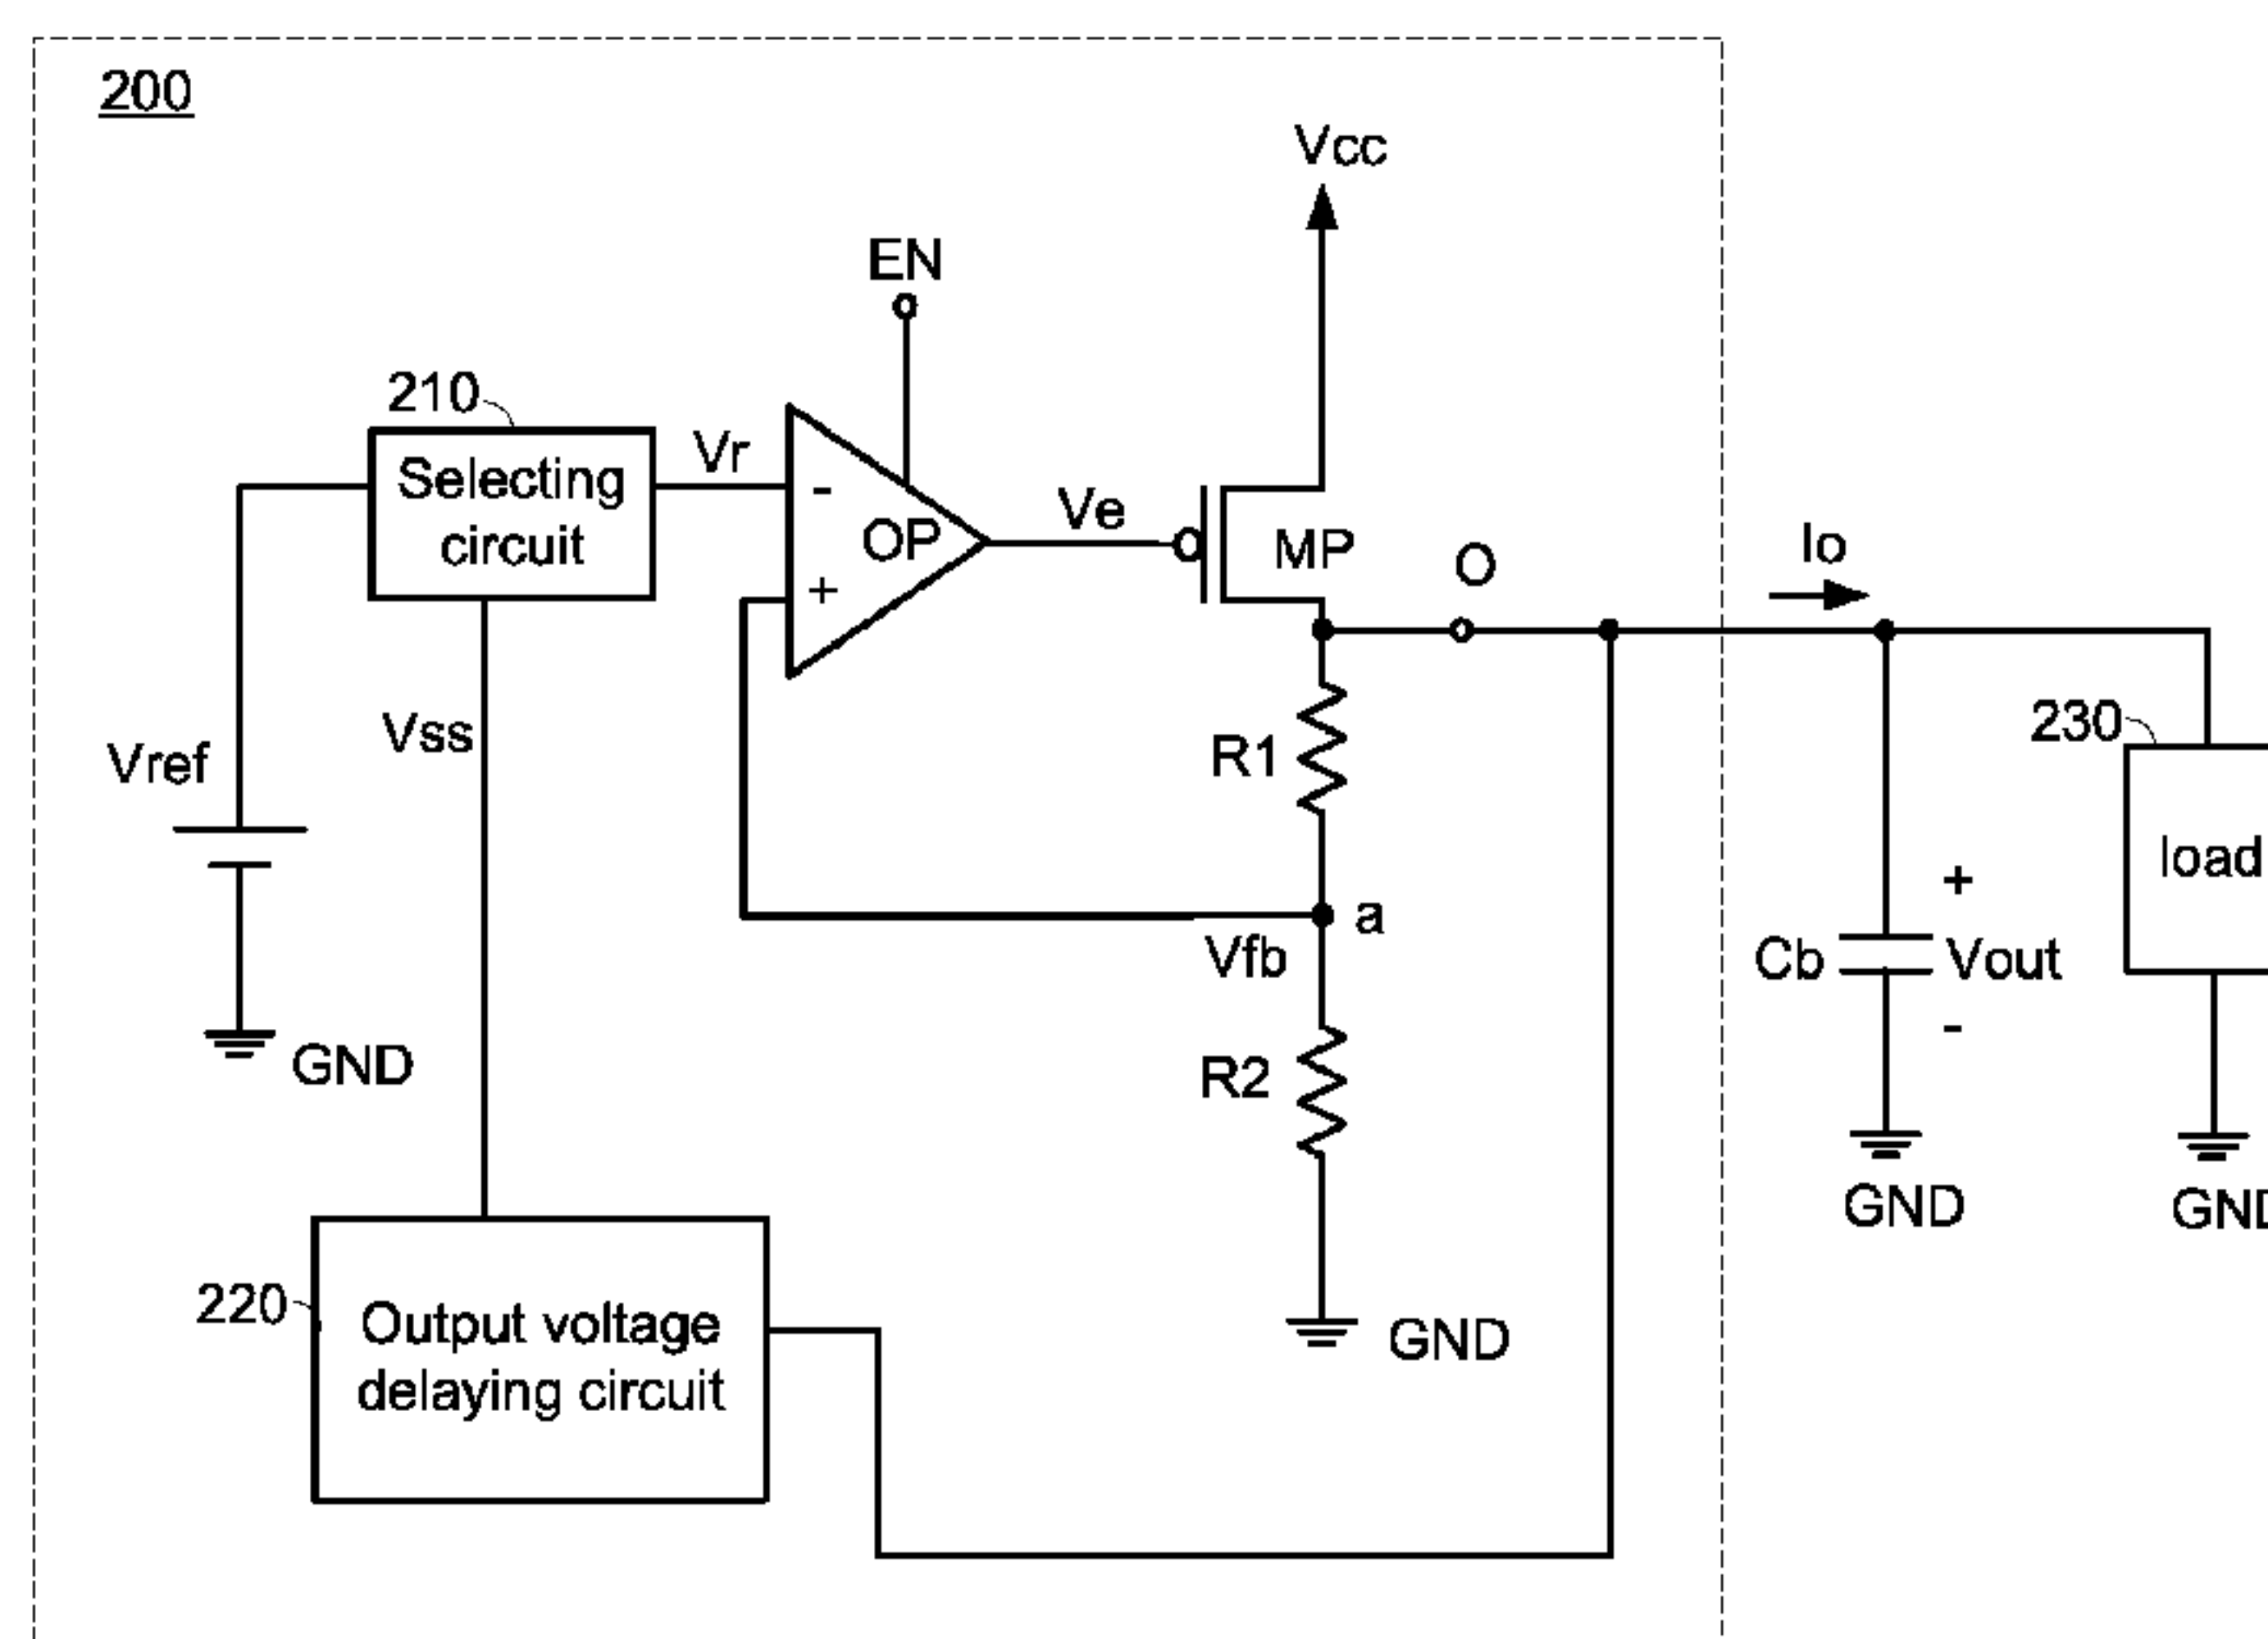 200
Vcc
EN
210
Selecting
circuit
Vr
-
+
OP
Ve
MP
O
Io
Vref
Vss
R1
230
load
a
Vfb
Cb
+
Vout
-
GND
R2
GND
GND
220
Output voltage
delaying circuit
GND